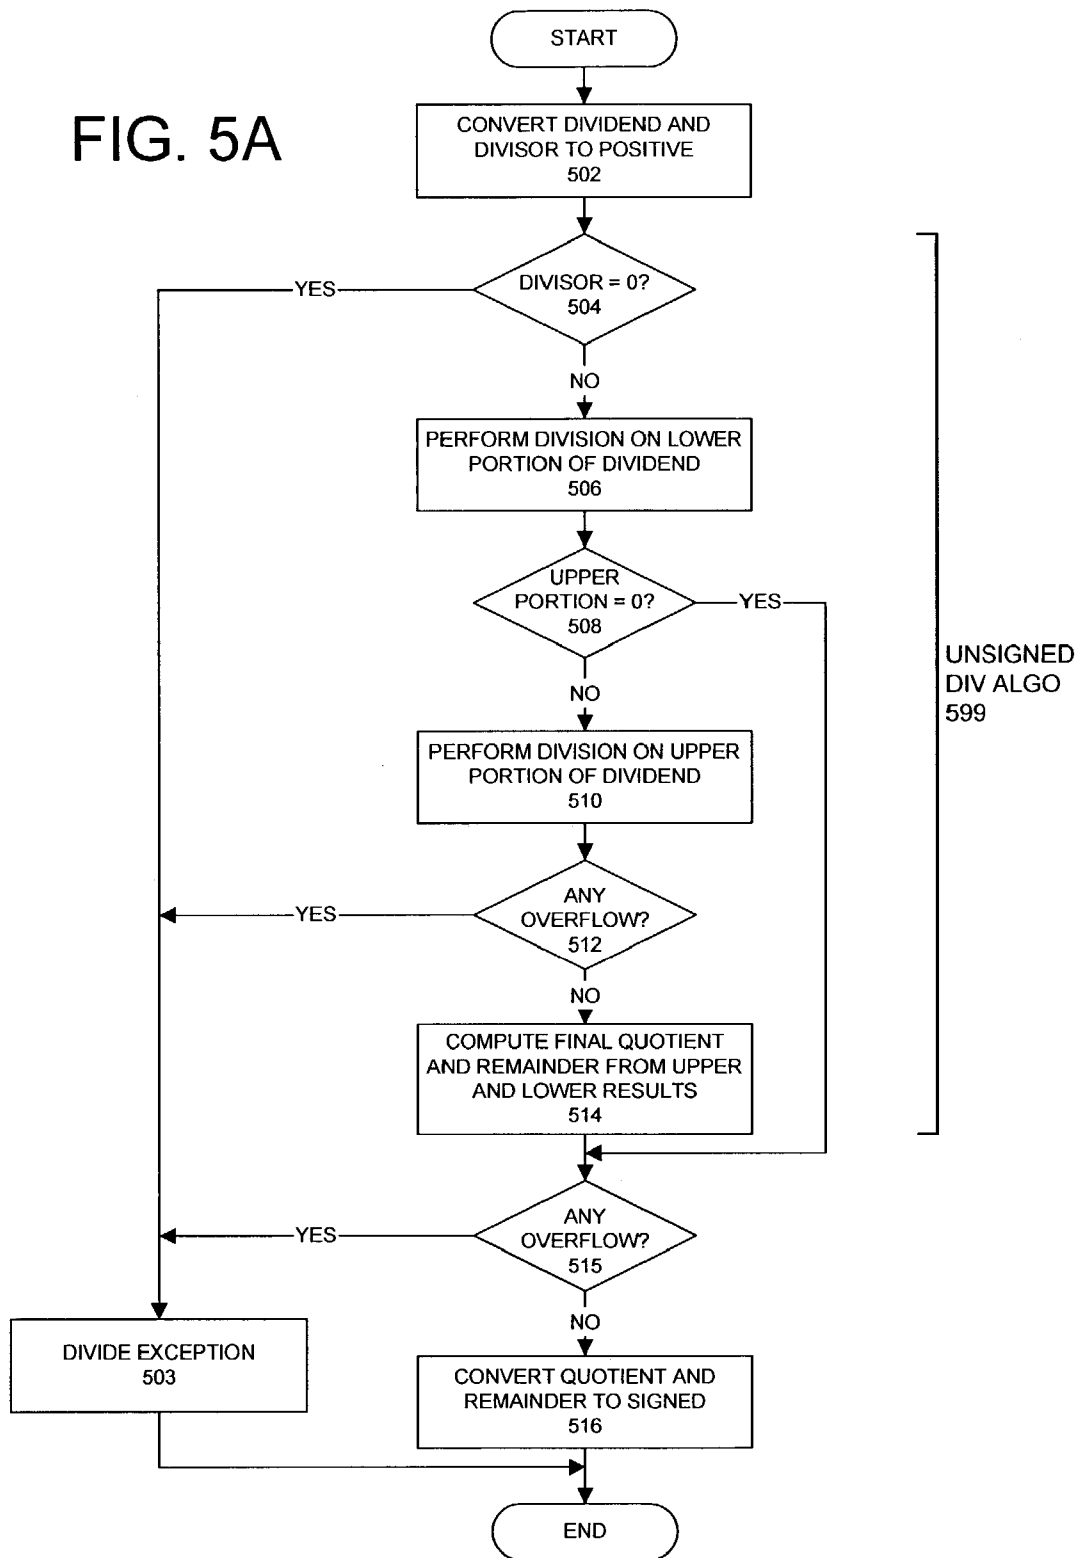 FIG. 5A
START
CONVERT DIVIDEND AND
DIVISOR TO POSITIVE
502
DIVISOR = 0?
504
YES
NO
PERFORM DIVISION ON LOWER
PORTION OF DIVIDEND
506
UPPER
PORTION = 0?
508
YES
NO
UNSIGNED
DIV ALGO
599
PERFORM DIVISION ON UPPER
PORTION OF DIVIDEND
510
ANY
OVERFLOW?
512
YES
NO
COMPUTE FINAL QUOTIENT
AND REMAINDER FROM UPPER
AND LOWER RESULTS
514
ANY
OVERFLOW?
515
YES
NO
DIVIDE EXCEPTION
503
CONVERT QUOTIENT AND
REMAINDER TO SIGNED
516
END